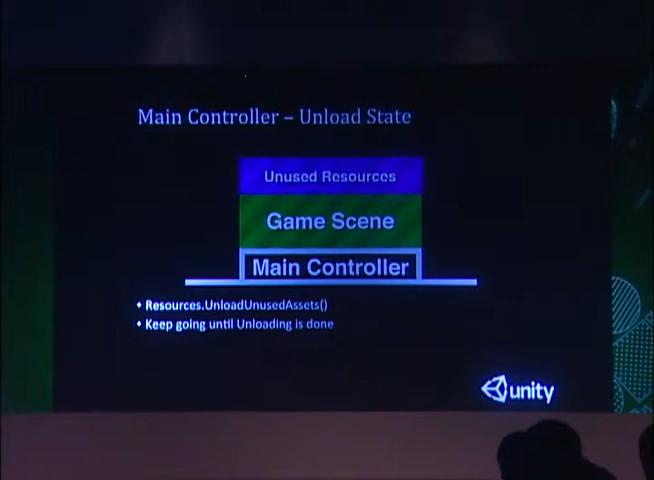 Main Controller – Unload State
Unused Resources
Game Scene
Main Controller
• Resources.UnloadUnusedAssets()
• Keep going until Unloading is done
unity